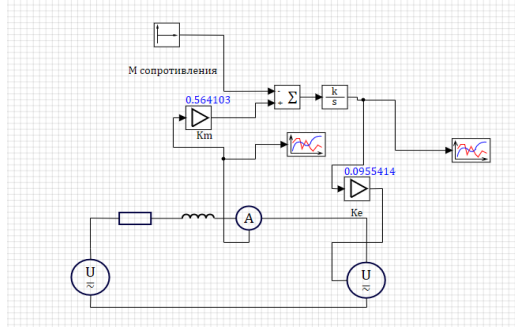 М сопротивления
-
+
Σ
k
s
0.564103
Km
0.0955414
Ke
A
U
U